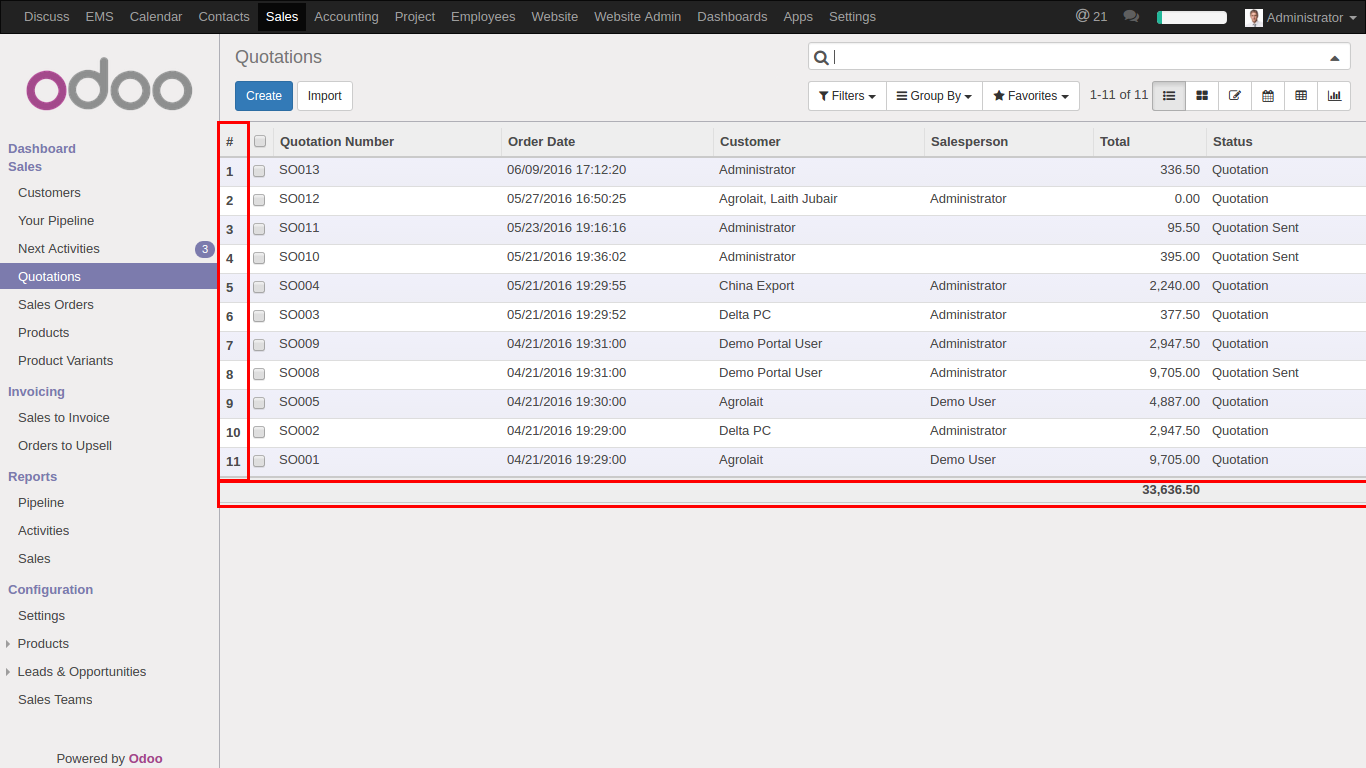 Discuss EMS Calendar Contacts Sales Accounting Project Employees Website Website Admin Dashboards Apps Settings @ 21 Administrator
odoo
Dashboard
Sales
Customers
Your Pipeline
Next Activities 3
Quotations
Sales Orders
Products
Product Variants
Invoicing
Sales to Invoice
Orders to Upsell
Reports
Pipeline
Activities
Sales
Configuration
Settings
Products
Leads & Opportunities
Sales Teams
Powered by Odoo
Quotations
Create Import
Filters Group By Favorites 1-11 of 11
# Quotation Number Order Date Customer Salesperson Total Status
1 SO013 06/09/2016 17:12:20 Administrator 336.50 Quotation
2 SO012 05/27/2016 16:50:25 Agrolait, Laith Jubair Administrator 0.00 Quotation
3 SO011 05/23/2016 19:16:16 Administrator 95.50 Quotation Sent
4 SO010 05/21/2016 19:36:02 Administrator 395.00 Quotation Sent
5 SO004 05/21/2016 19:29:55 China Export Administrator 2,240.00 Quotation
6 SO003 05/21/2016 19:29:52 Delta PC Administrator 377.50 Quotation
7 SO009 04/21/2016 19:31:00 Demo Portal User Administrator 2,947.50 Quotation
8 SO008 04/21/2016 19:31:00 Demo Portal User Administrator 9,705.00 Quotation Sent
9 SO005 04/21/2016 19:30:00 Agrolait Demo User 4,887.00 Quotation
10 SO002 04/21/2016 19:29:00 Delta PC Administrator 2,947.50 Quotation
11 SO001 04/21/2016 19:29:00 Agrolait Demo User 9,705.00 Quotation
33,636.50